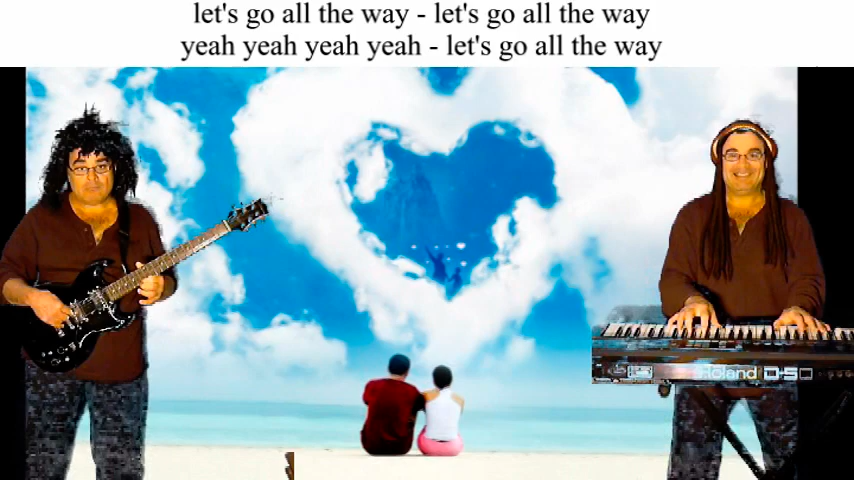 let's go all the way - let's go all the way
yeah yeah yeah yeah - let's go all the way
Roland D-50